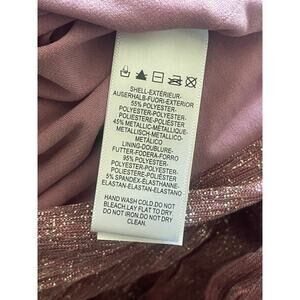 SHELL-EXTÉRIEUR-
AUGERHALB-FUORI-EXTERIOR
55% POLYESTER-
POLYESTER-POLYESTER-
POLIESTERE-POLIÉSTER
45% METALLIC-MÉTALLIQUE-
METALLISCH-METALLICO-
METÁLICO
LINING-DOUBLURE-
FUTTER-FODERA-FORRO
95% POLYESTER-
POLYESTER-POLYESTER-
POLIESTERE-POLIÉSTER
5% SPANDEX-ELASTHANNE-
ELASTAN-ELASTAN-ELASTANO
HAND WASH COLD.DO NOT
BLEACH.LAY FLAT TO DRY
DO NOT IRON.DO NOT DRY
CLEAN.